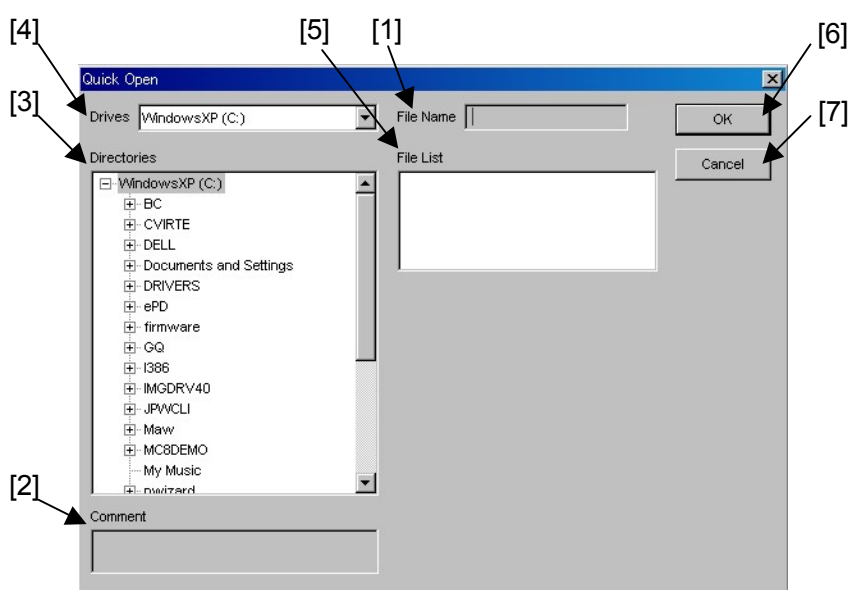 [4] [5] [1] [6]
Quick Open
[3] [7]
Drives WindowsXP (C:) File Name OK
Directories File List Cancel
WindowsXP (C:)
BC
CVIRTE
DELL
Documents and Settings
DRIVERS
ePD
firmware
GQ
I386
IMGDRV40
JPWCLI
Maw
MC8DEMO
My Music
[2] pwizard
Comment